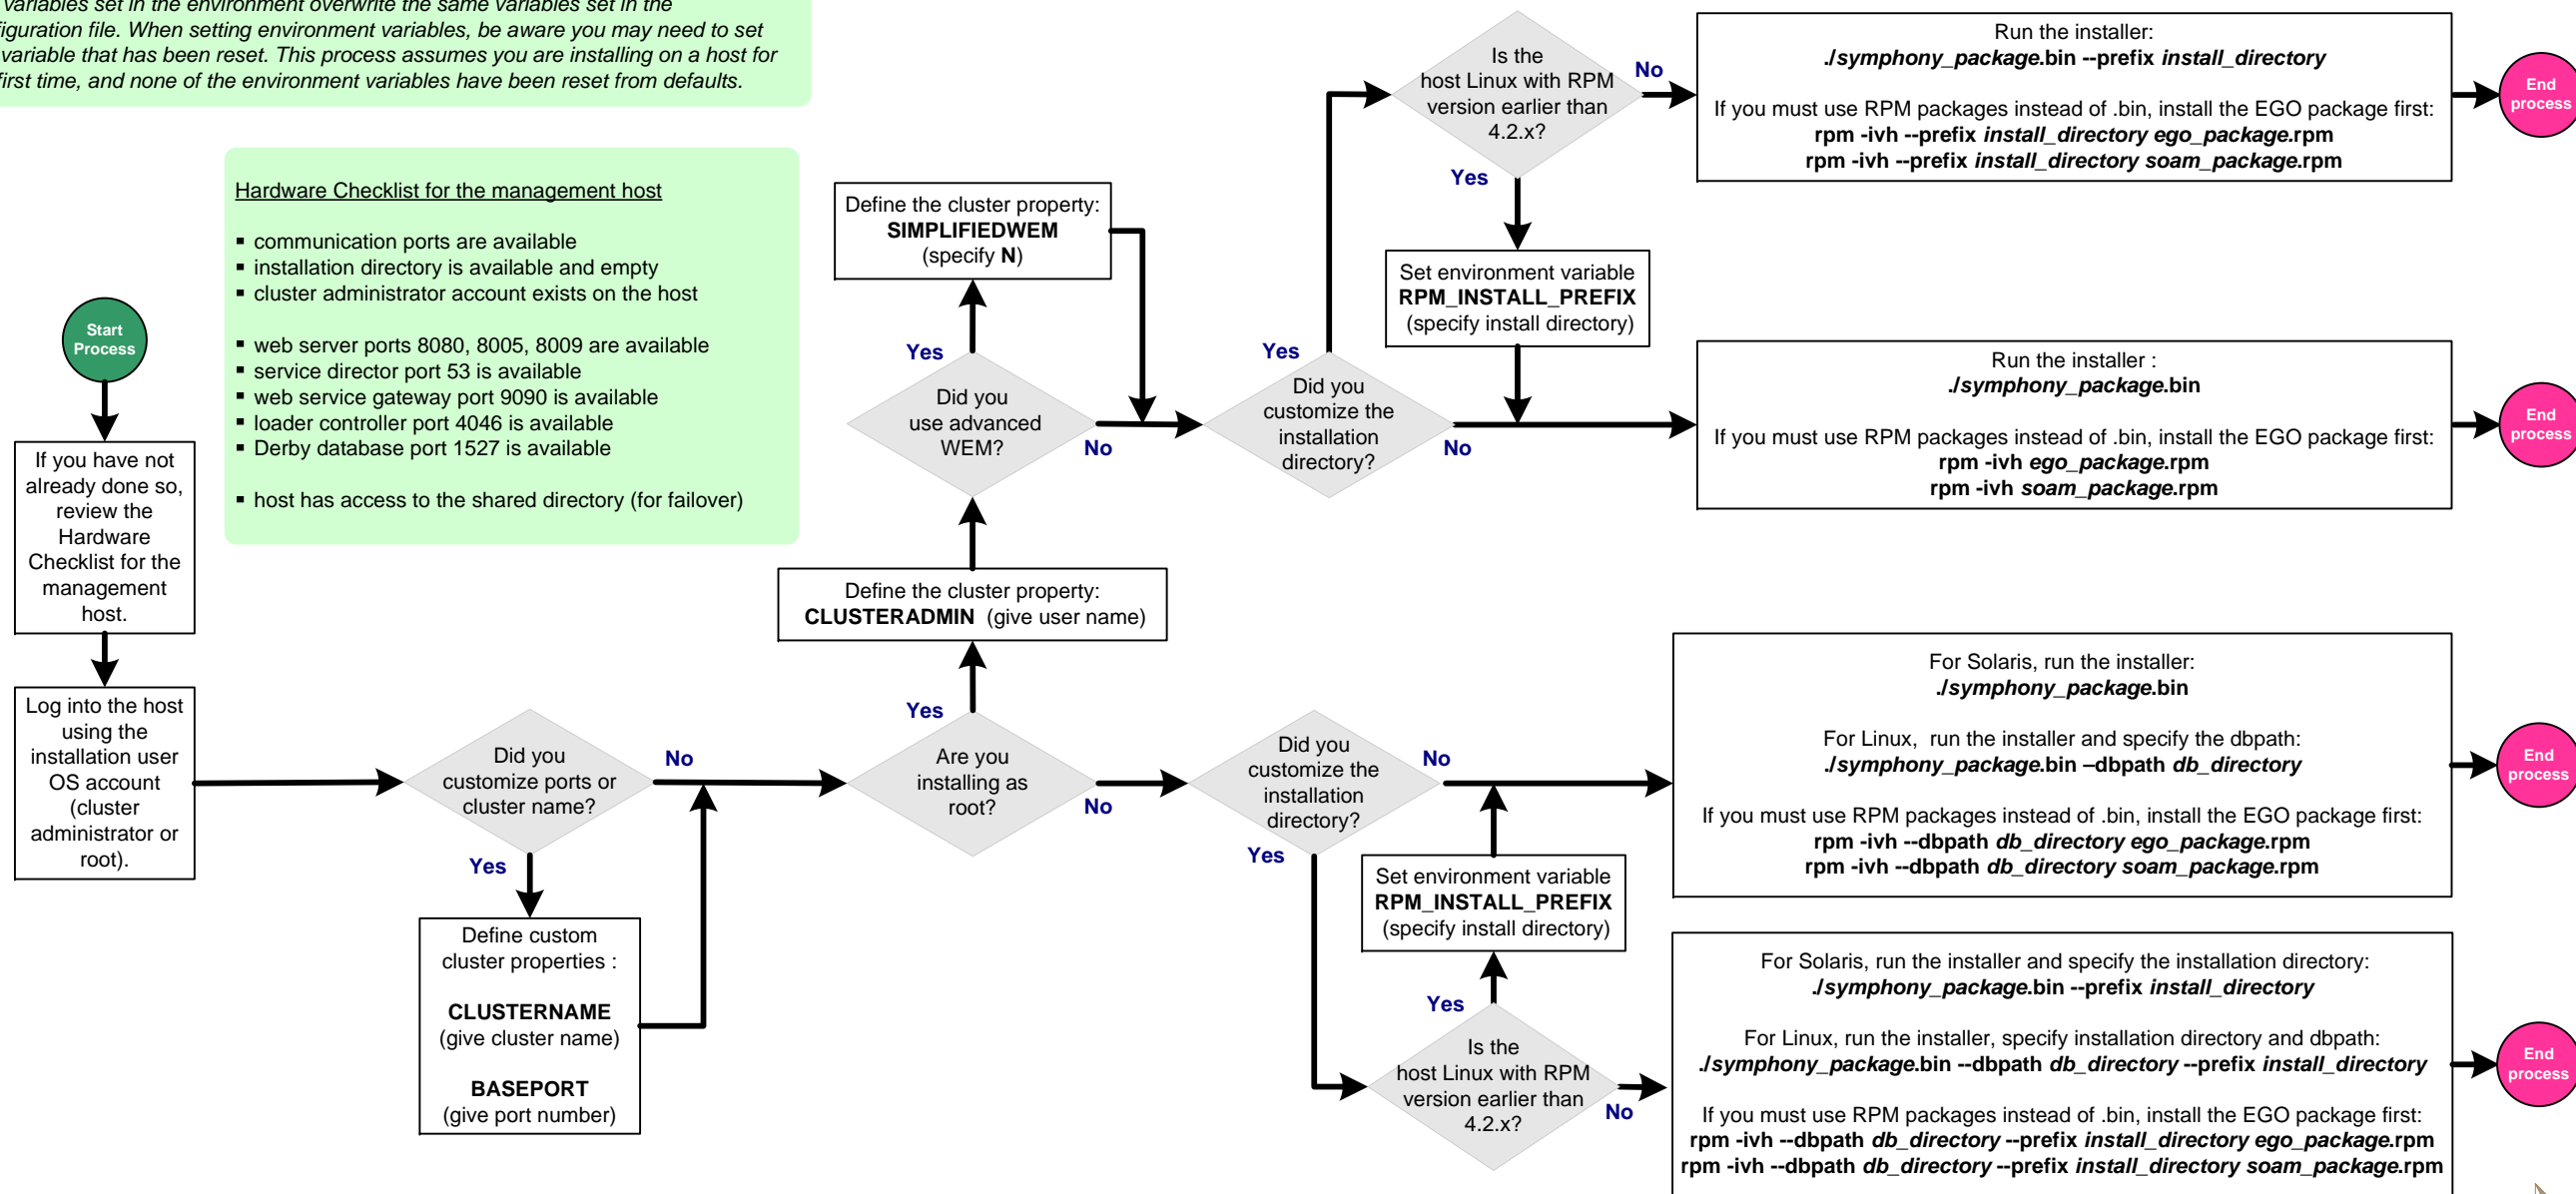 variables set in the environment overwrite the same variables set in the
figuration file. When setting environment variables, be aware you may need to set
variable that has been reset. This process assumes you are installing on a host for
first time, and none of the environment variables have been reset from defaults.
Hardware Checklist for the management host
▪ communication ports are available
▪ installation directory is available and empty
▪ cluster administrator account exists on the host
▪ web server ports 8080, 8005, 8009 are available
▪ service director port 53 is available
▪ web service gateway port 9090 is available
▪ loader controller port 4046 is available
▪ Derby database port 1527 is available
▪ host has access to the shared directory (for failover)
Start
Process
If you have not
already done so,
review the
Hardware
Checklist for the
management
host.
Log into the host
using the
installation user
OS account
(cluster
administrator or
root).
Did you
customize ports or
cluster name?
No
Yes
Define custom
cluster properties :
CLUSTERNAME
(give cluster name)
BASEPORT
(give port number)
Are you
installing as
root?
Yes
No
Define the cluster property:
CLUSTERADMIN (give user name)
Did you
use advanced
WEM?
Yes
No
Define the cluster property:
SIMPLIFIEDWEM
(specify N)
Did you
customize the
installation
directory?
Yes
No
Is the
host Linux with RPM
version earlier than
4.2.x?
No
Yes
Set environment variable
RPM_INSTALL_PREFIX
(specify install directory)
Run the installer:
./symphony_package.bin --prefix install_directory
If you must use RPM packages instead of .bin, install the EGO package first:
rpm -ivh --prefix install_directory ego_package.rpm
rpm -ivh --prefix install_directory soam_package.rpm
End
process
Run the installer :
./symphony_package.bin
If you must use RPM packages instead of .bin, install the EGO package first:
rpm -ivh ego_package.rpm
rpm -ivh soam_package.rpm
End
process
Did you
customize the
installation
directory?
No
Yes
Set environment variable
RPM_INSTALL_PREFIX
(specify install directory)
Yes
Is the
host Linux with RPM
version earlier than
4.2.x?
No
For Solaris, run the installer:
./symphony_package.bin
For Linux, run the installer and specify the dbpath:
./symphony_package.bin –dbpath db_directory
If you must use RPM packages instead of .bin, install the EGO package first:
rpm -ivh --dbpath db_directory ego_package.rpm
rpm -ivh --dbpath db_directory soam_package.rpm
End
process
For Solaris, run the installer and specify the installation directory:
./symphony_package.bin --prefix install_directory
For Linux, run the installer, specify installation directory and dbpath:
./symphony_package.bin --dbpath db_directory --prefix install_directory
If you must use RPM packages instead of .bin, install the EGO package first:
rpm -ivh --dbpath db_directory --prefix install_directory ego_package.rpm
rpm -ivh --dbpath db_directory --prefix install_directory soam_package.rpm
End
process